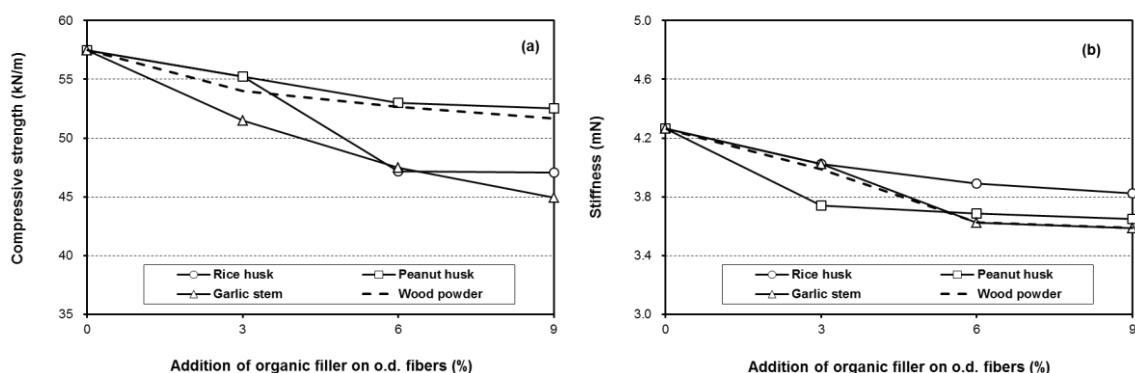 60
55
50
45
40
35
Compressive strength (kN/m)
(a)
Rice husk
Peanut husk
Garlic stem
Wood powder
0
3
6
9
Addition of organic filler on o.d. fibers (%)
5.0
4.6
4.2
3.8
3.4
3.0
Stiffness (mN)
(b)
Rice husk
Peanut husk
Garlic stem
Wood powder
0
3
6
9
Addition of organic filler on o.d. fibers (%)